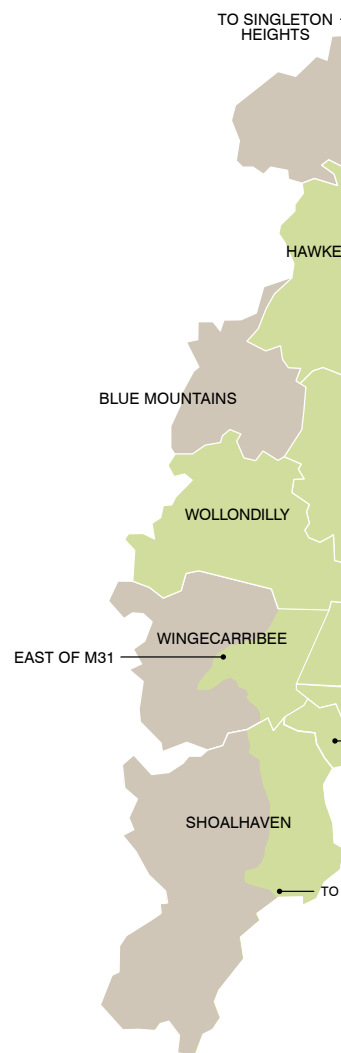 TO SINGLETON
HEIGHTS
HAWKE
BLUE MOUNTAINS
WOLLONDILLY
WINGECARRIBEE
EAST OF M31
SHOALHAVEN
TO